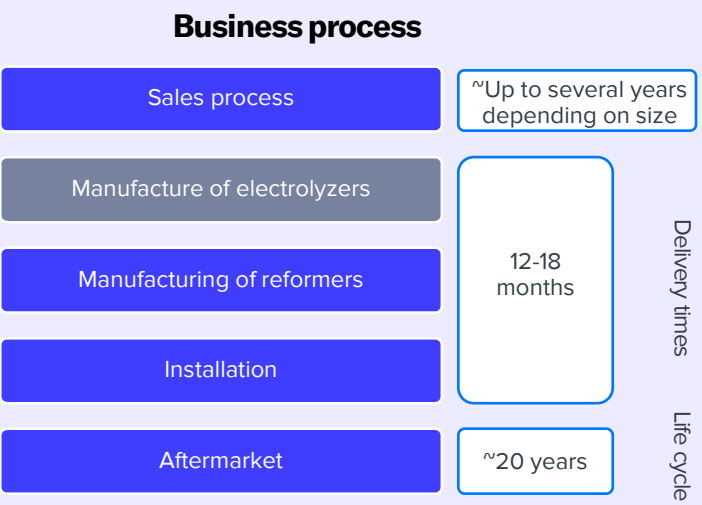 Business process
Sales process
~Up to several years
depending on size
Manufacture of electrolyzers
Manufacturing of reformers
Installation
12-18
months
Delivery times
Aftermarket
~20 years
Life cycle